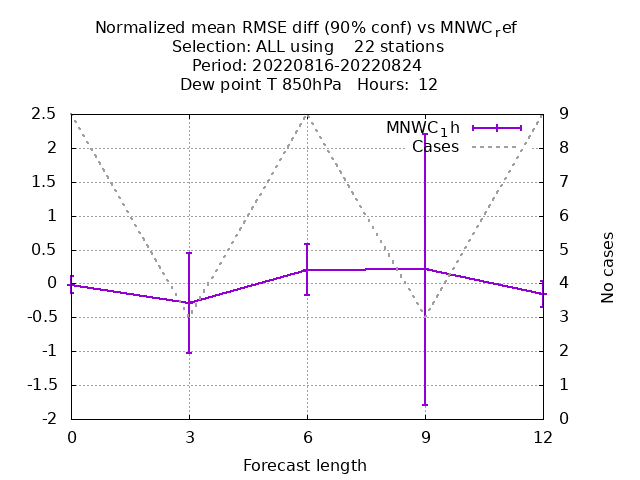 Normalized mean RMSE diff (90% conf) vs MNWC_ref
Selection: ALL using    22 stations
Period: 20220816-20220824
Dew point T 850hPa   Hours:  12
MNWC_1h
Cases
2.5
2
1.5
1
0.5
0
-0.5
-1
-1.5
-2
9
8
7
6
5
4
3
2
1
0
No cases
0 3 6 9 12
Forecast length